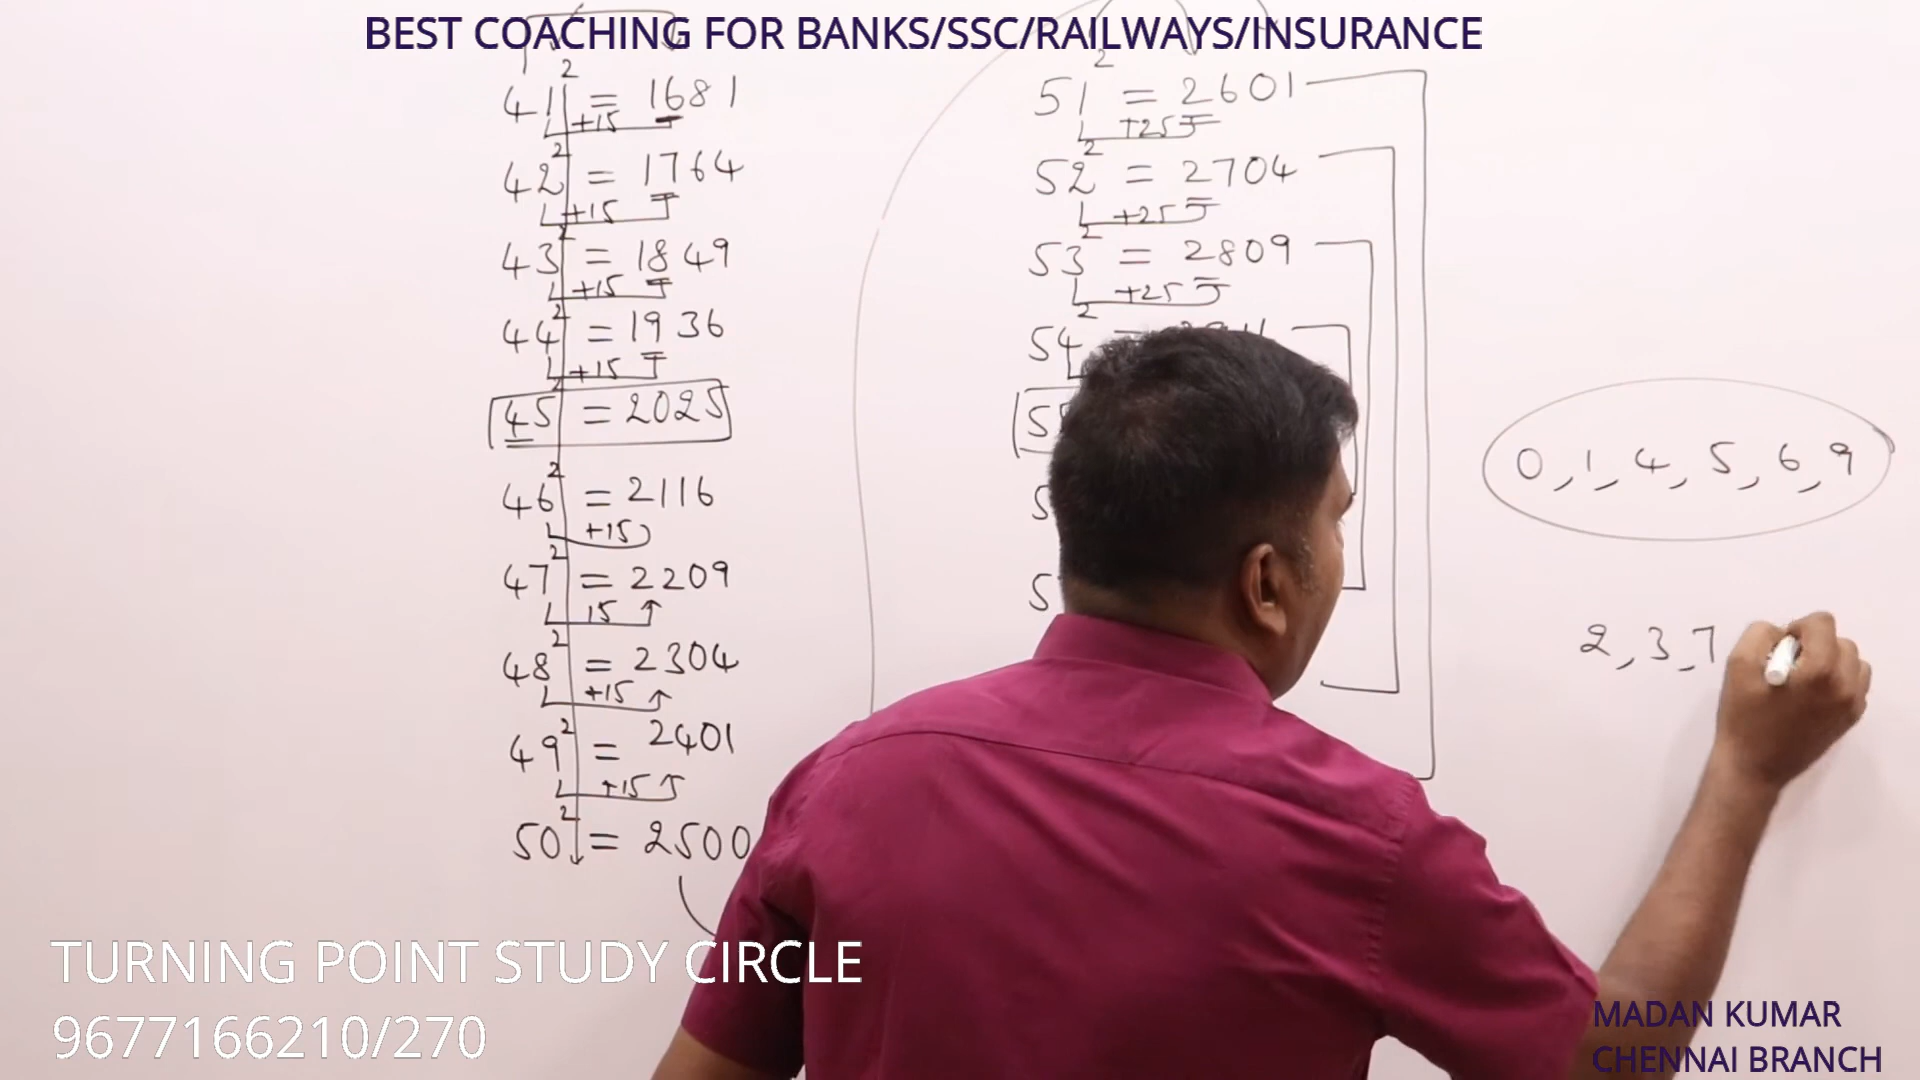 BEST COACHING FOR BANKS/SSC/RAILWAYS/INSURANCE
41² = 1681
+15
42² = 1764
+15
43² = 1849
+15
44² = 1936
+15
45² = 2025
46² = 2116
+15
47² = 2209
15
48² = 2304
+15
49² = 2401
+15
50² = 2500
51² = 2601
+25
52² = 2704
+25
53² = 2809
+25
54²
0, 1, 4, 5, 6, 9
2, 3, 7
TURNING POINT STUDY CIRCLE
9677166210/270
MADAN KUMAR
CHENNAI BRANCH